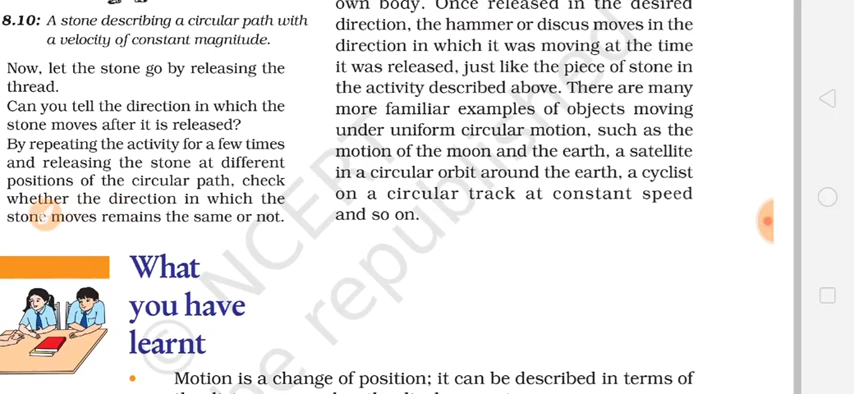 8.10: A stone describing a circular path with
a velocity of constant magnitude.
Now, let the stone go by releasing the
thread.
Can you tell the direction in which the
stone moves after it is released?
By repeating the activity for a few times
and releasing the stone at different
positions of the circular path, check
whether the direction in which the
stone moves remains the same or not.
own body. Once released in the desired
direction, the hammer or discus moves in the
direction in which it was moving at the time
it was released, just like the piece of stone in
the activity described above. There are many
more familiar examples of objects moving
under uniform circular motion, such as the
motion of the moon and the earth, a satellite
in a circular orbit around the earth, a cyclist
on a circular track at constant speed
and so on.
What
you have
learnt
• Motion is a change of position; it can be described in terms of
© NCERT
be republished